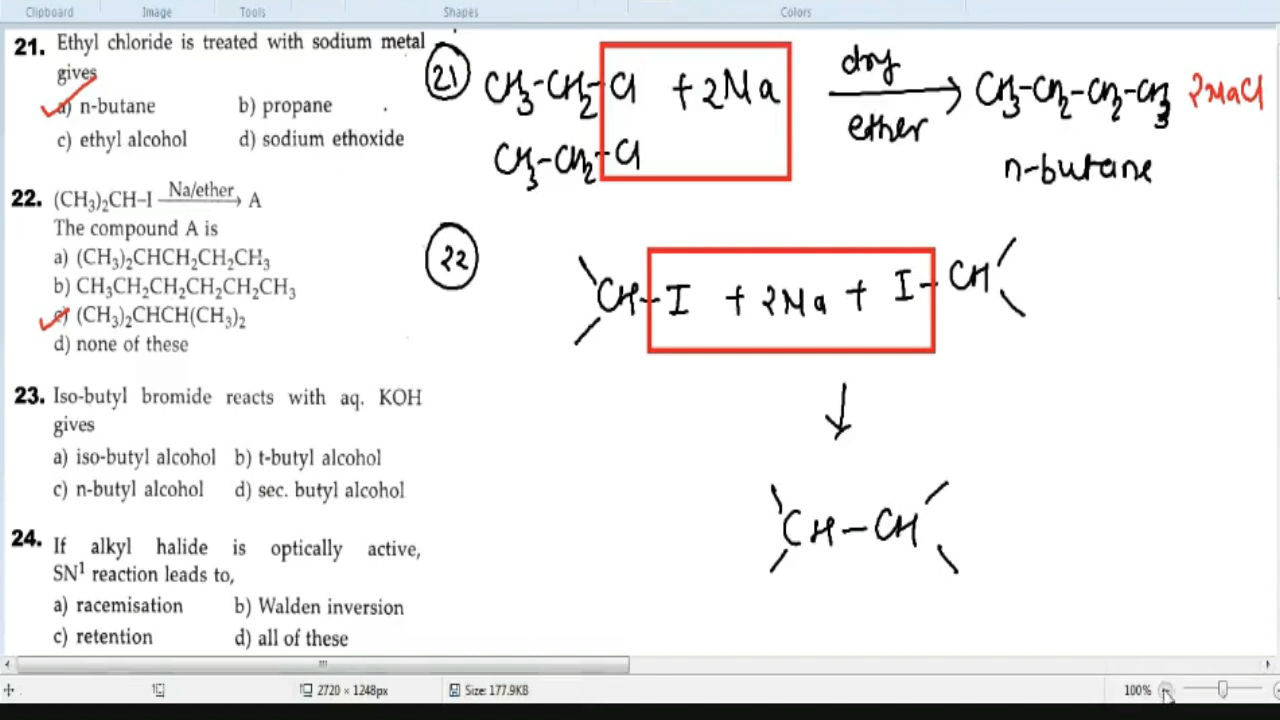 Clipboard Image Tools Shapes Colors
21. Ethyl chloride is treated with sodium metal
gives
a) n-butane b) propane
c) ethyl alcohol d) sodium ethoxide
22. (CH₃)₂CH–I Na/ether → A
The compound A is
a) (CH₃)₂CHCH₂CH₂CH₃
b) CH₃CH₂CH₂CH₂CH₂CH₃
c) (CH₃)₂CHCH(CH₃)₂
d) none of these
23. Iso-butyl bromide reacts with aq. KOH
gives
a) iso-butyl alcohol b) t-butyl alcohol
c) n-butyl alcohol d) sec. butyl alcohol
24. If alkyl halide is optically active,
SN¹ reaction leads to,
a) racemisation b) Walden inversion
c) retention d) all of these
21 CH₃-CH₂-Cl + 2Na dry ether → CH₃-CH₂-CH₂-CH₃ 2NaCl
CH₃-CH₂-Cl
n-butane
22
CH-I + 2Na + I-CH
↓
CH-CH
2720 × 1248px Size: 177.9KB 100%